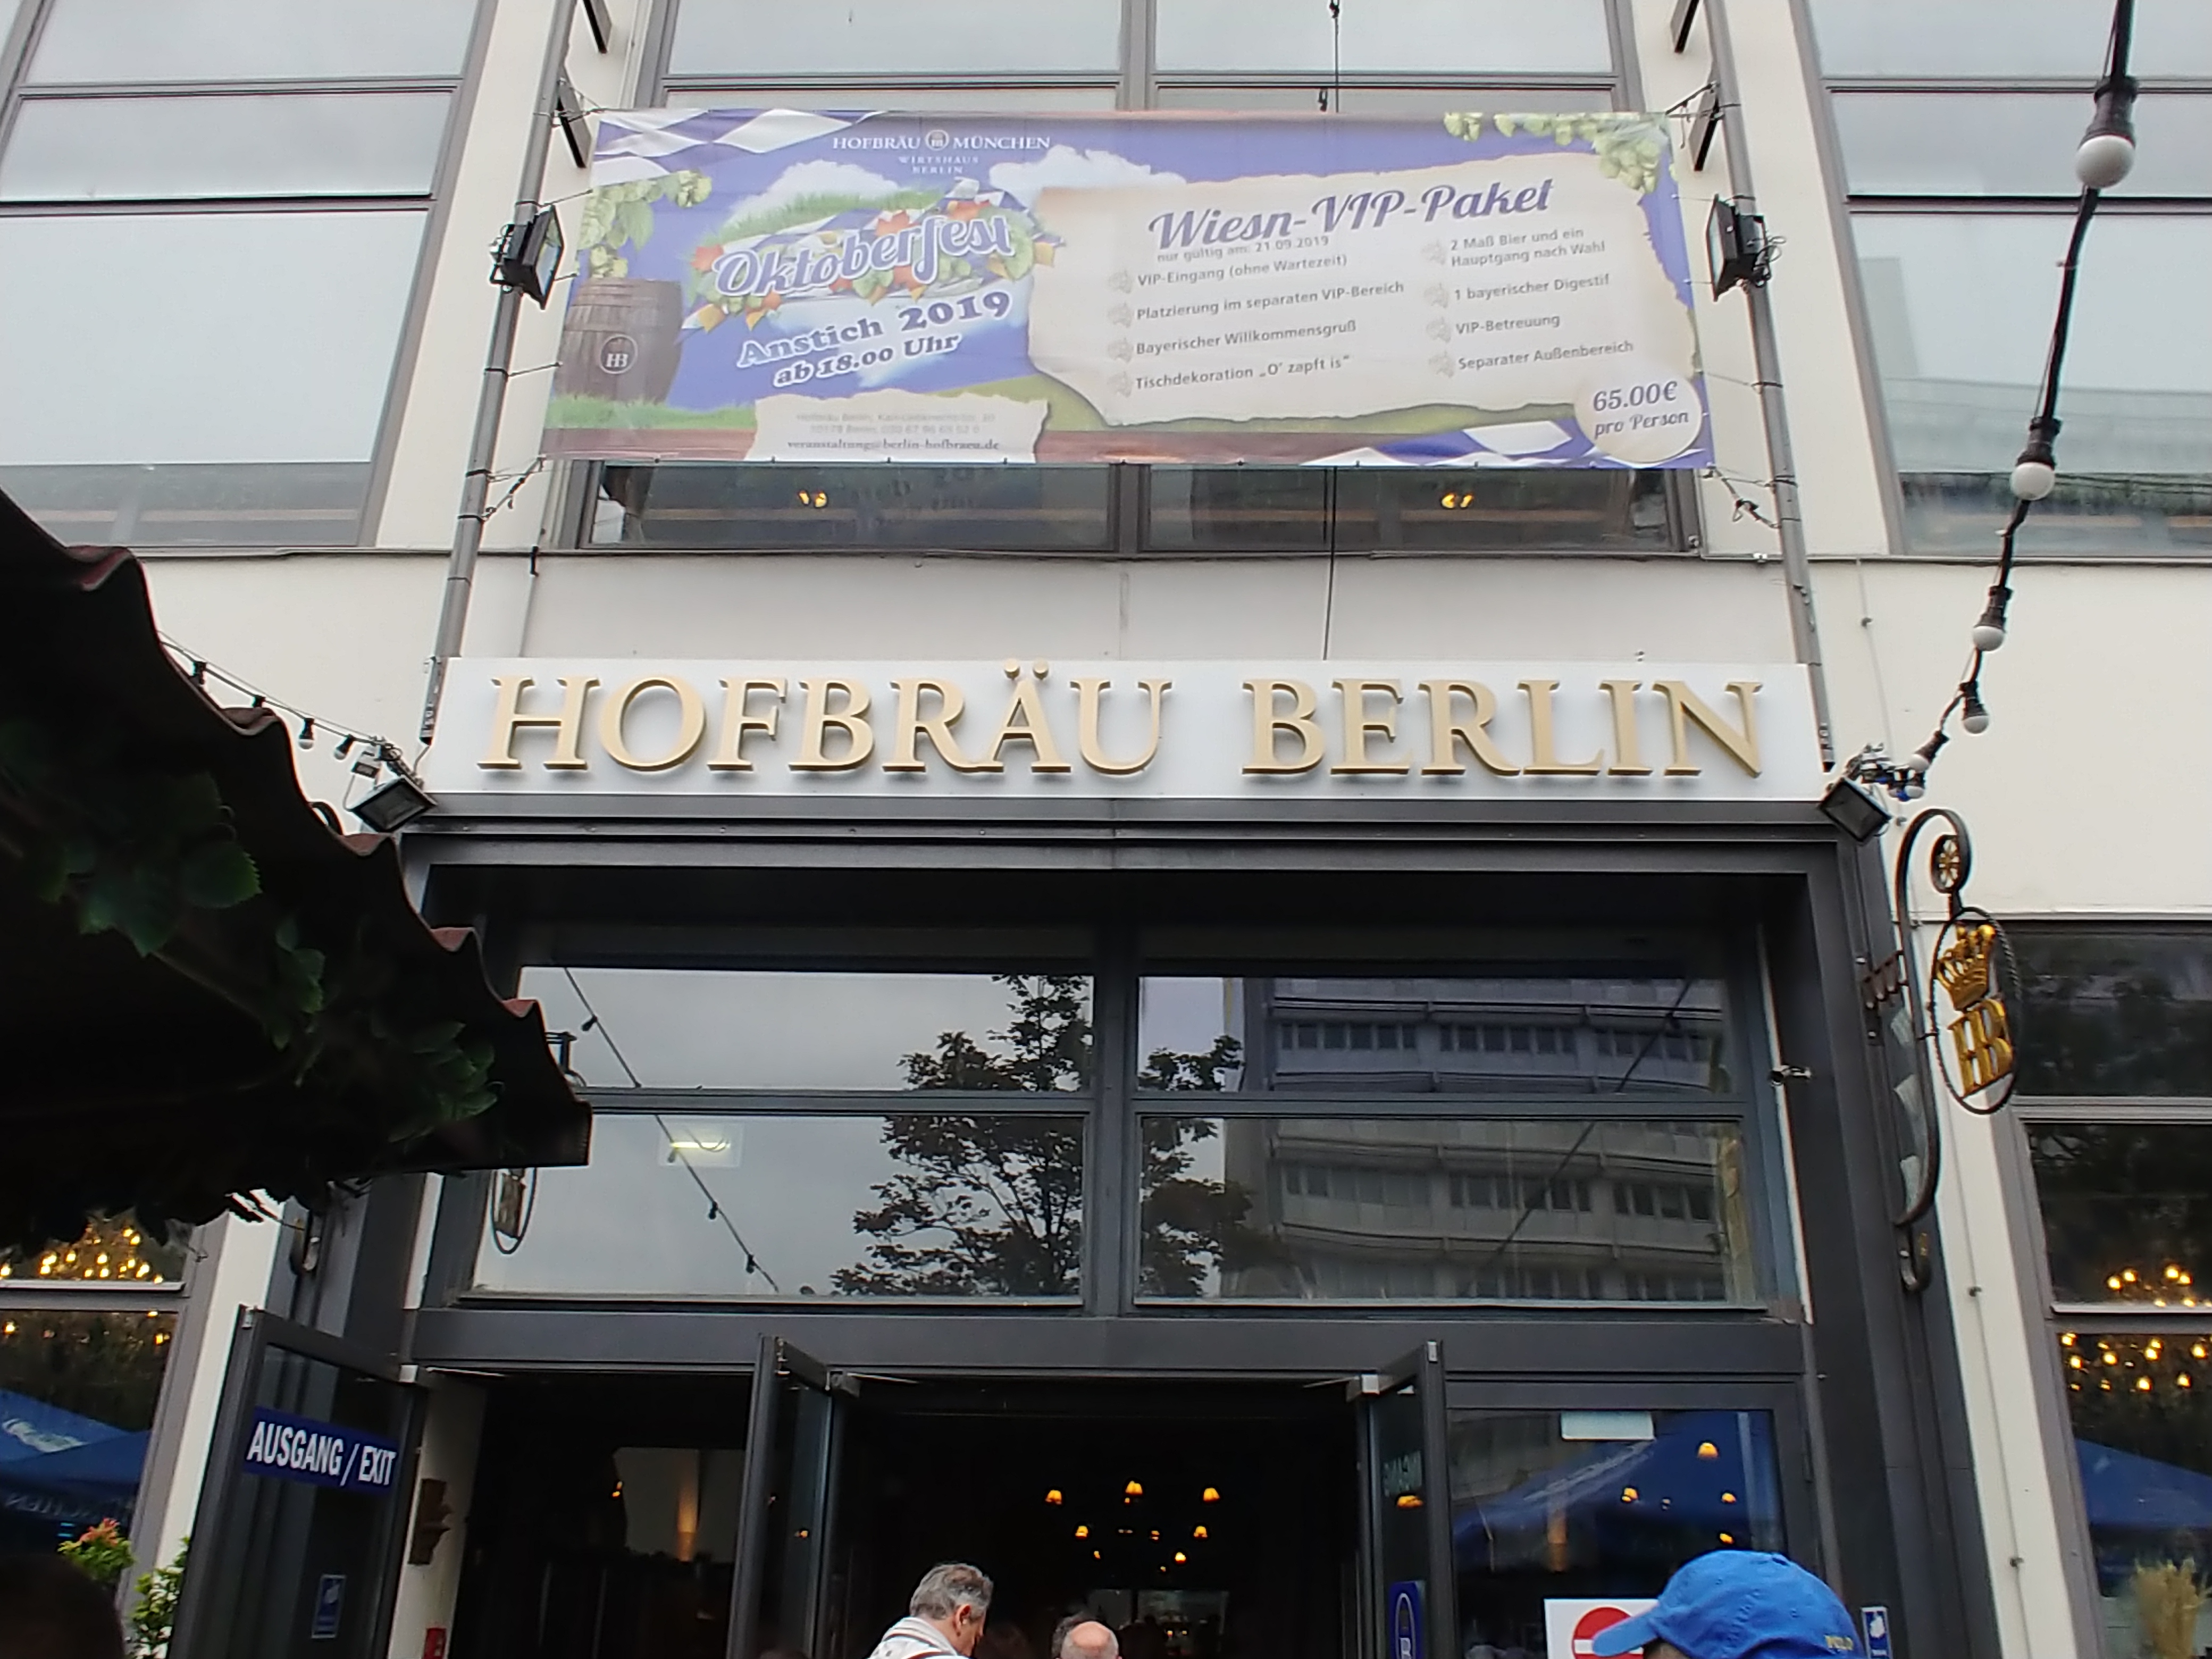 HOFBRÄU HB MÜNCHEN
WIRTSHAUS
BERLIN
Oktoberfest
Anstich 2019
ab 18.00 Uhr
HB
veranstaltung@berlin-hofbraeu.de
Wiesn-VIP-Paket
nur gültig am: 21.09.2019
VIP-Eingang (ohne Wartezeit)
Platzierung im separaten VIP-Bereich
Bayerischer Willkommensgruß
Tischdekoration „O' zapft is“
2 Maß Bier und ein
Hauptgang nach Wahl
1 bayerischer Digestif
VIP-Betreuung
Separater Außenbereich
65.00€
pro Person
HOFBRÄU BERLIN
HB
AUSGANG / EXIT